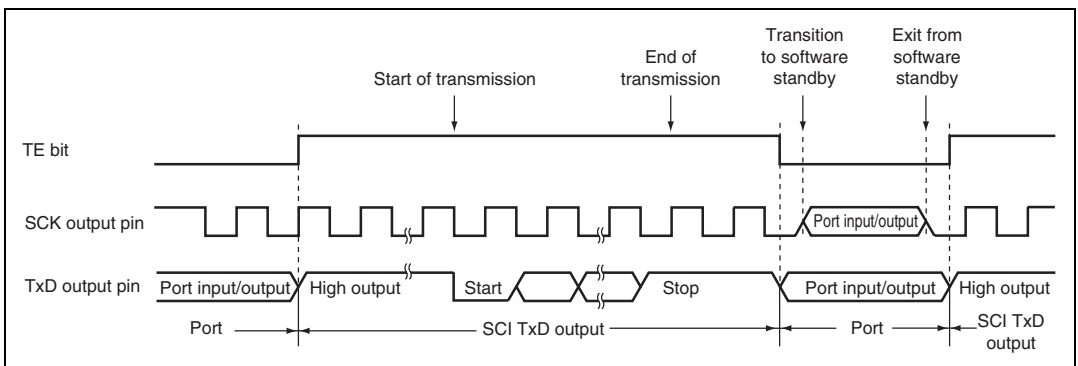 Transition
to software
standby
Exit from
software
standby
End of
transmission
Start of transmission
TE bit
SCK output pin
Port input/output
TxD output pin
Port input/output
High output
Start
Stop
Port input/output
High output
Port
SCI TxD output
Port
SCI TxD
output